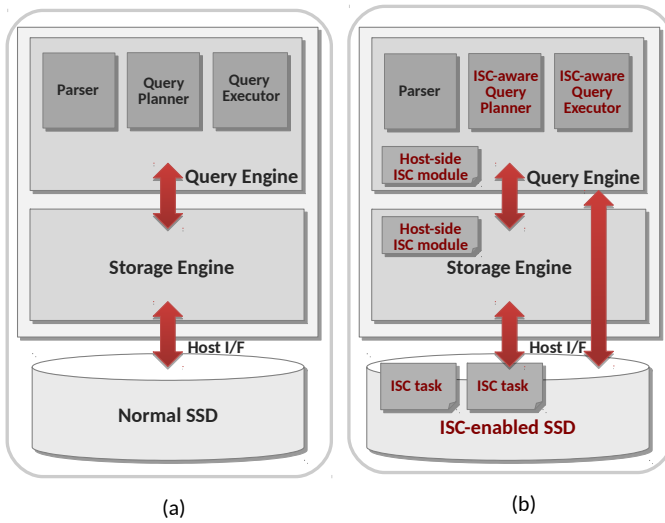 Parser
Query
Planner
Query
Executor
Query Engine
Storage Engine
Host I/F
Normal SSD
(a)
Parser
ISC-aware
Query
Planner
ISC-aware
Query
Executor
Host-side
ISC module
Query Engine
Host-side
ISC module
Storage Engine
Host I/F
ISC task
ISC task
ISC-enabled SSD
(b)